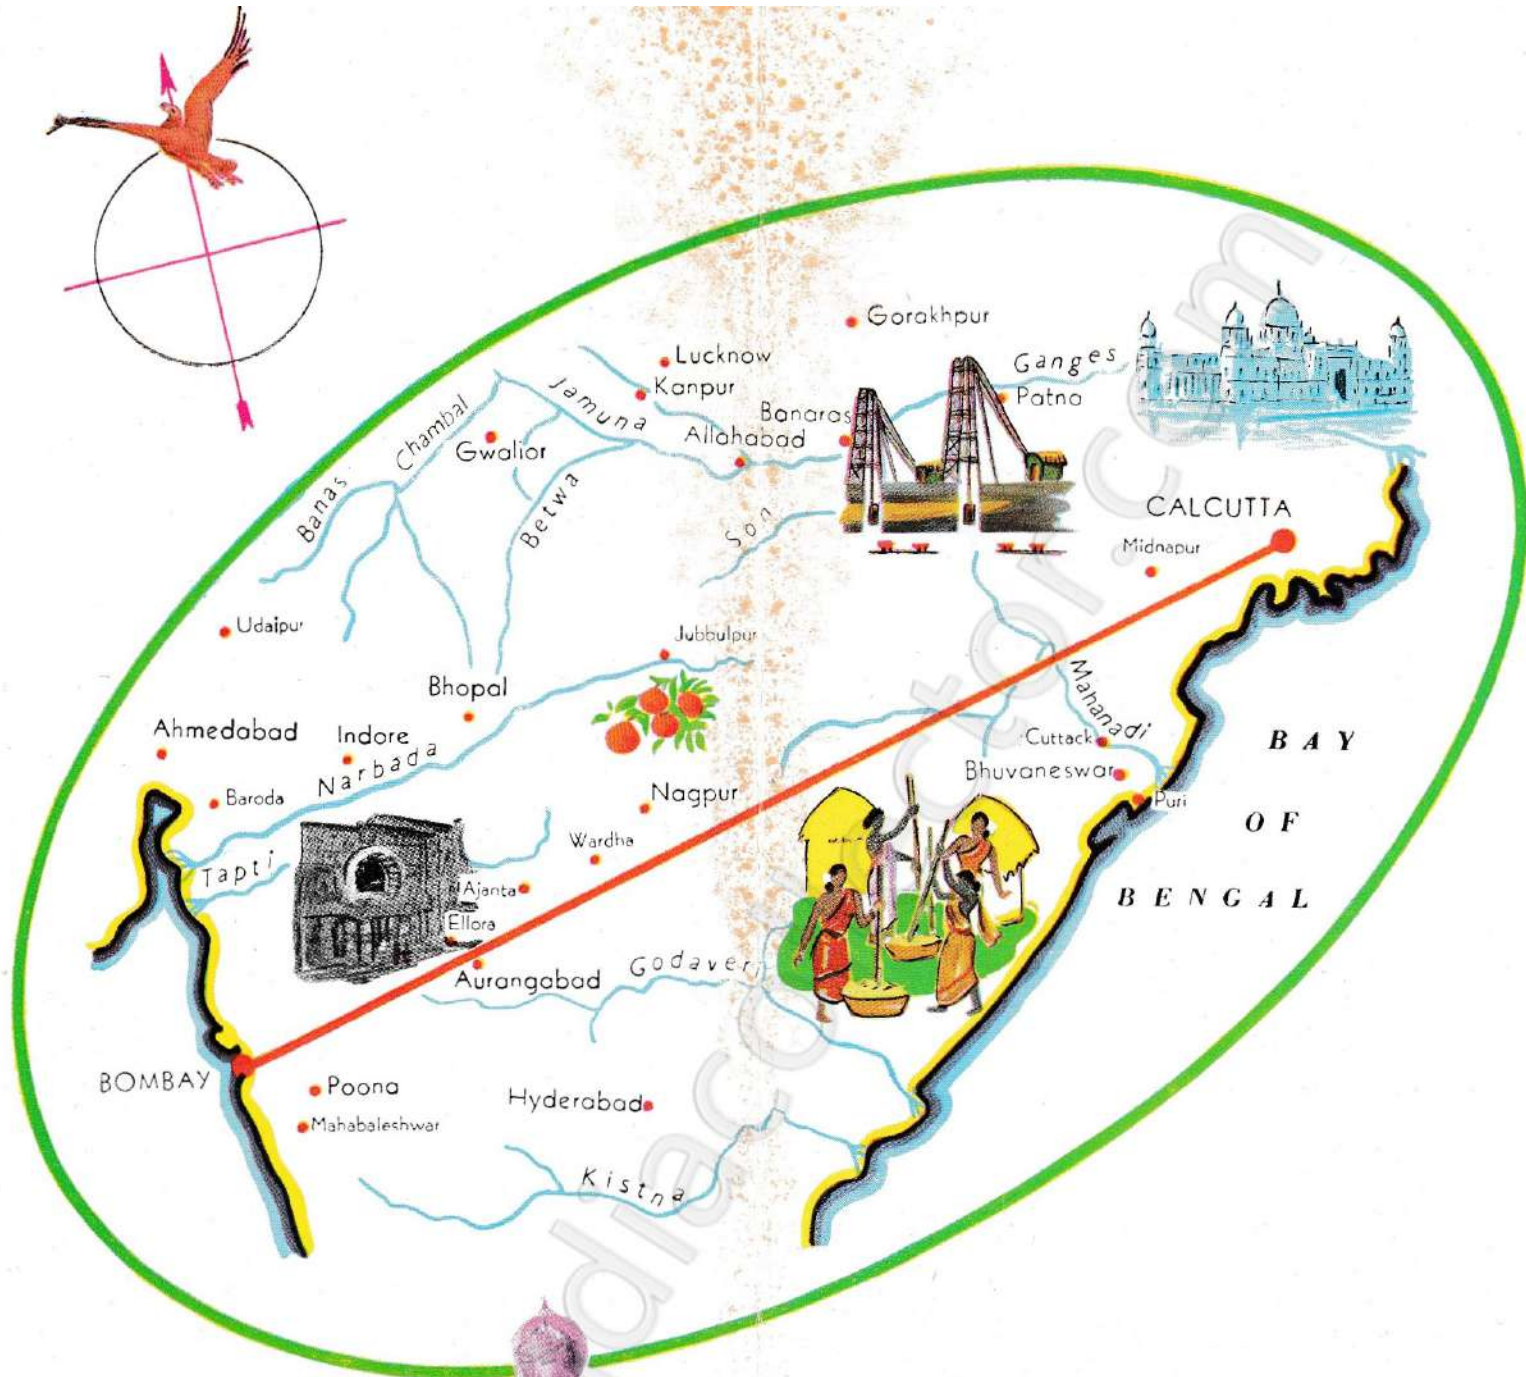 Gorakhpur
Lucknow
Kanpur
Ganges
Patna
Jamuna
Banaras
Allahabad
Chambal
Gwalior
Banas
Betwa
Son
CALCUTTA
Midnapur
Udaipur
Jubbulpur
Bhopal
Mahanadi
Ahmedabad
Indore
Narbada
Cuttack
BAY
Bhuvaneswar
Baroda
Nagpur
Puri
OF
Wardha
Tapti
Ajanta
BENGAL
Ellora
Godaveri
Aurangabad
BOMBAY
Poona
Hyderabad
Mahabaleshwar
Kistna